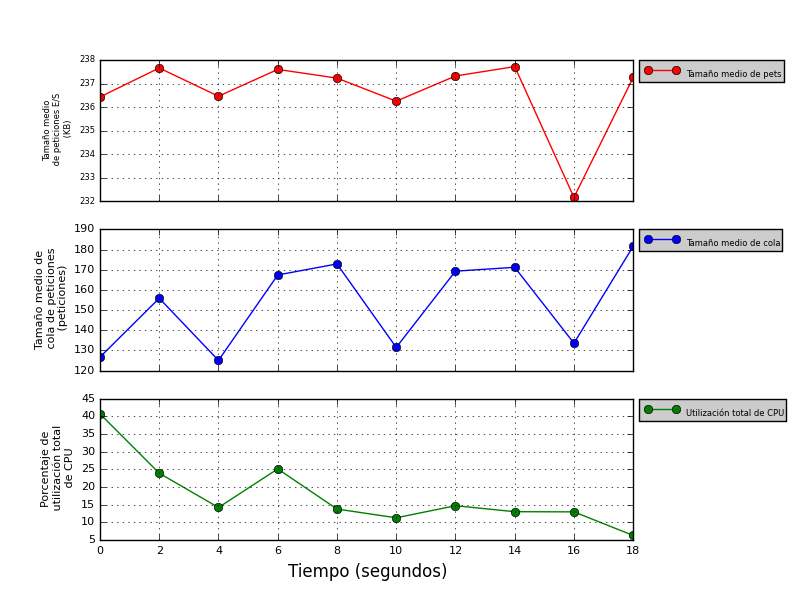 238
237
236
235
234
233
232
Tamaño medio
de peticiones E/S
(KB)
Tamaño medio de pets
190
180
170
160
150
140
130
120
Tamaño medio de
cola de peticiones
(peticiones)
Tamaño medio de cola
45
40
35
30
25
20
15
10
5
Porcentaje de
utilización total
de CPU
Utilización total de CPU
0 2 4 6 8 10 12 14 16 18
Tiempo (segundos)